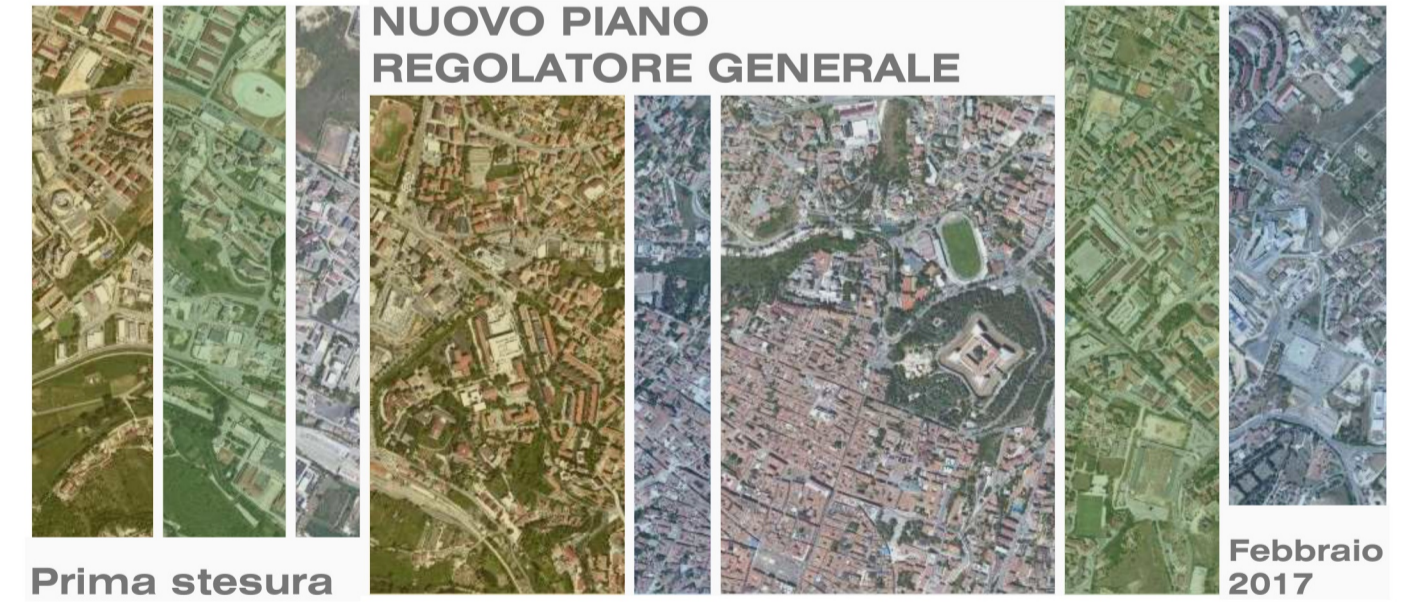 NUOVO PIANO
REGOLATORE GENERALE
Prima stesura
Febbraio
2017